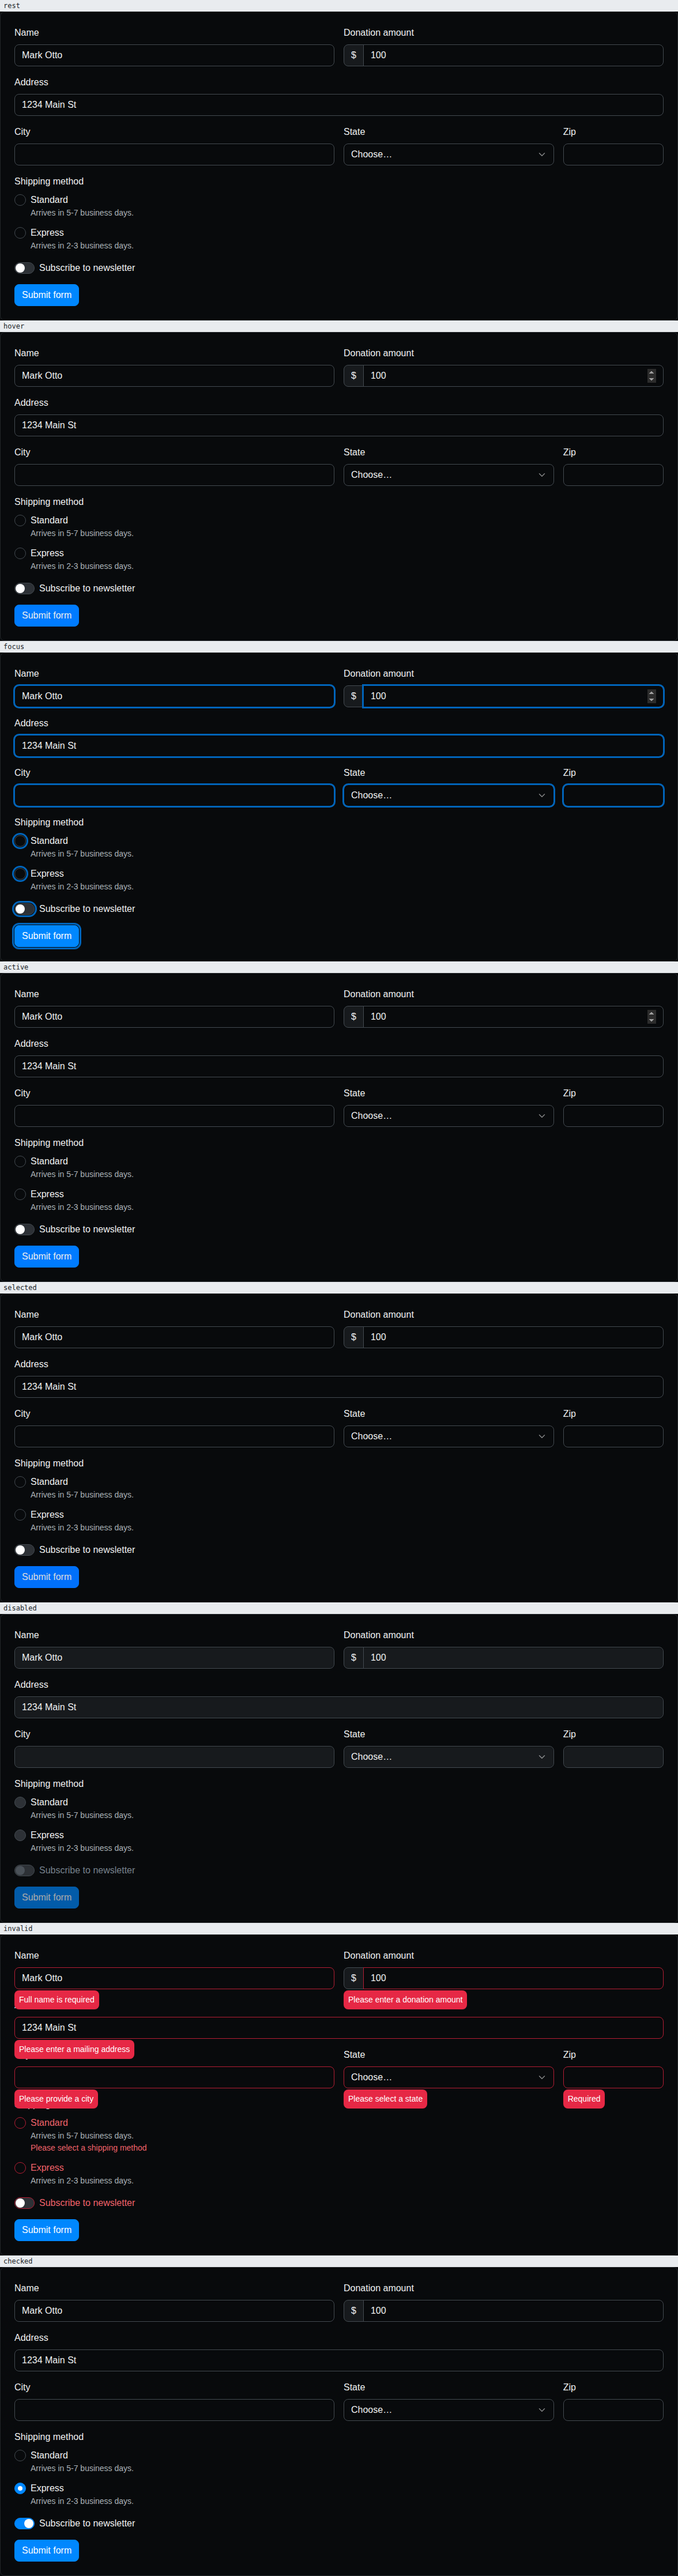 rest
Name Donation amount
Mark Otto $ 100
Address
1234 Main St
City State Zip
Choose...
Shipping method
Standard
Arrives in 5-7 business days.
Express
Arrives in 2-3 business days.
Subscribe to newsletter
Submit form
hover
Name Donation amount
Mark Otto $ 100
Address
1234 Main St
City State Zip
Choose...
Shipping method
Standard
Arrives in 5-7 business days.
Express
Arrives in 2-3 business days.
Subscribe to newsletter
Submit form
focus
Name Donation amount
Mark Otto $ 100
Address
1234 Main St
City State Zip
Choose...
Shipping method
Standard
Arrives in 5-7 business days.
Express
Arrives in 2-3 business days.
Subscribe to newsletter
Submit form
active
Name Donation amount
Mark Otto $ 100
Address
1234 Main St
City State Zip
Choose...
Shipping method
Standard
Arrives in 5-7 business days.
Express
Arrives in 2-3 business days.
Subscribe to newsletter
Submit form
selected
Name Donation amount
Mark Otto $ 100
Address
1234 Main St
City State Zip
Choose...
Shipping method
Standard
Arrives in 5-7 business days.
Express
Arrives in 2-3 business days.
Subscribe to newsletter
Submit form
disabled
Name Donation amount
Mark Otto $ 100
Address
1234 Main St
City State Zip
Choose...
Shipping method
Standard
Arrives in 5-7 business days.
Express
Arrives in 2-3 business days.
Subscribe to newsletter
Submit form
invalid
Name Donation amount
Mark Otto $ 100
Full name is required Please enter a donation amount
1234 Main St
Please enter a mailing address
State Zip
Choose...
Please provide a city Please select a state Required
Standard
Arrives in 5-7 business days.
Please select a shipping method
Express
Arrives in 2-3 business days.
Subscribe to newsletter
Submit form
checked
Name Donation amount
Mark Otto $ 100
Address
1234 Main St
City State Zip
Choose...
Shipping method
Standard
Arrives in 5-7 business days.
Express
Arrives in 2-3 business days.
Subscribe to newsletter
Submit form